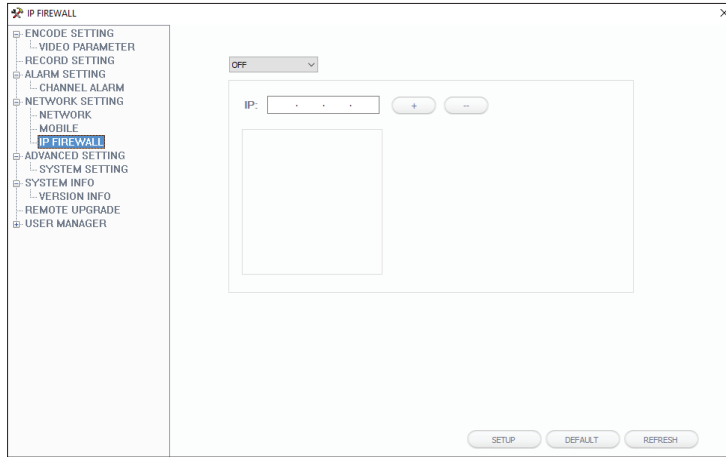 IP FIREWALL
ENCODE SETTING
VIDEO PARAMETER
RECORD SETTING
ALARM SETTING
CHANNEL ALARM
NETWORK SETTING
NETWORK
MOBILE
IP FIREWALL
ADVANCED SETTING
SYSTEM SETTING
SYSTEM INFO
VERSION INFO
REMOTE UPGRADE
USER MANAGER
OFF
IP: . . . + −
SETUP DEFAULT REFRESH